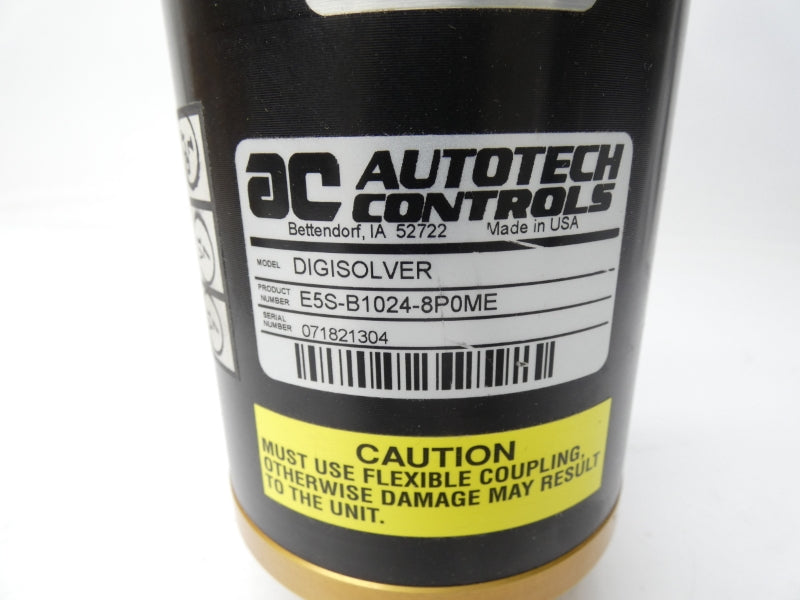 ac AUTOTECH
CONTROLS
Bettendorf, IA 52722 Made in USA
MODEL DIGISOLVER
PRODUCT NUMBER E5S-B1024-8P0ME
SERIAL NUMBER 071821304
CAUTION
MUST USE FLEXIBLE COUPLING,
OTHERWISE DAMAGE MAY RESULT
TO THE UNIT.